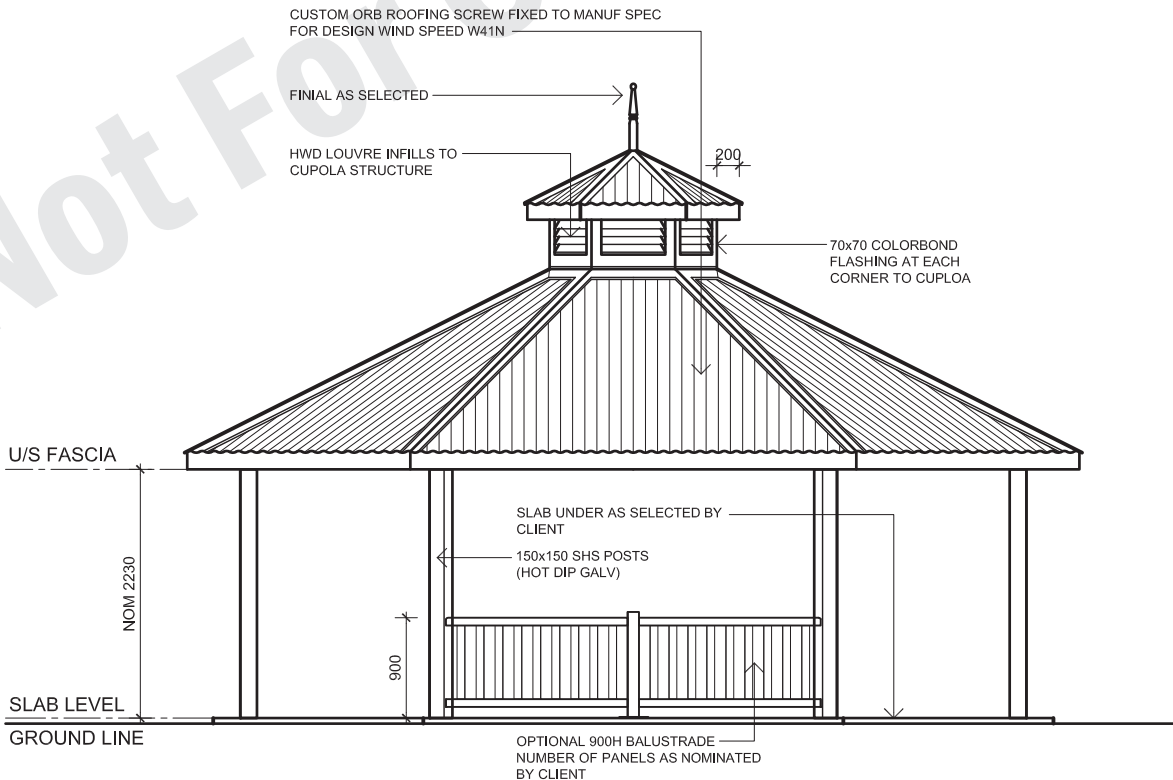 Not For
CUSTOM ORB ROOFING SCREW FIXED TO MANUF SPEC
FOR DESIGN WIND SPEED W41N
FINIAL AS SELECTED
HWD LOUVRE INFILLS TO
CUPOLA STRUCTURE
200
70x70 COLORBOND
FLASHING AT EACH
CORNER TO CUPLOA
U/S FASCIA
SLAB UNDER AS SELECTED BY
CLIENT
150x150 SHS POSTS
(HOT DIP GALV)
NOM 2230
900
SLAB LEVEL
GROUND LINE
OPTIONAL 900H BALUSTRADE
NUMBER OF PANELS AS NOMINATED
BY CLIENT